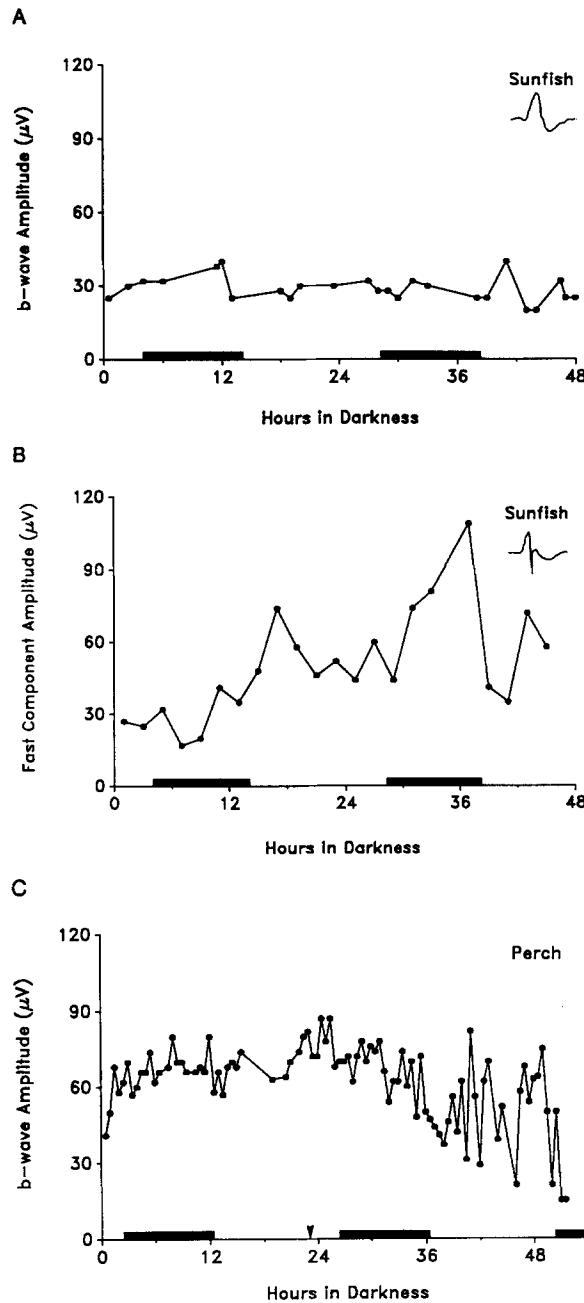 A
Sunfish
b-wave Amplitude (μV)
120
90
60
30
0
0 12 24 36 48
Hours in Darkness
B
Sunfish
Fast Component Amplitude (μV)
120
90
60
30
0
0 12 24 36 48
Hours in Darkness
C
Perch
b-wave Amplitude (μV)
120
90
60
30
0
0 12 24 36 48
Hours in Darkness